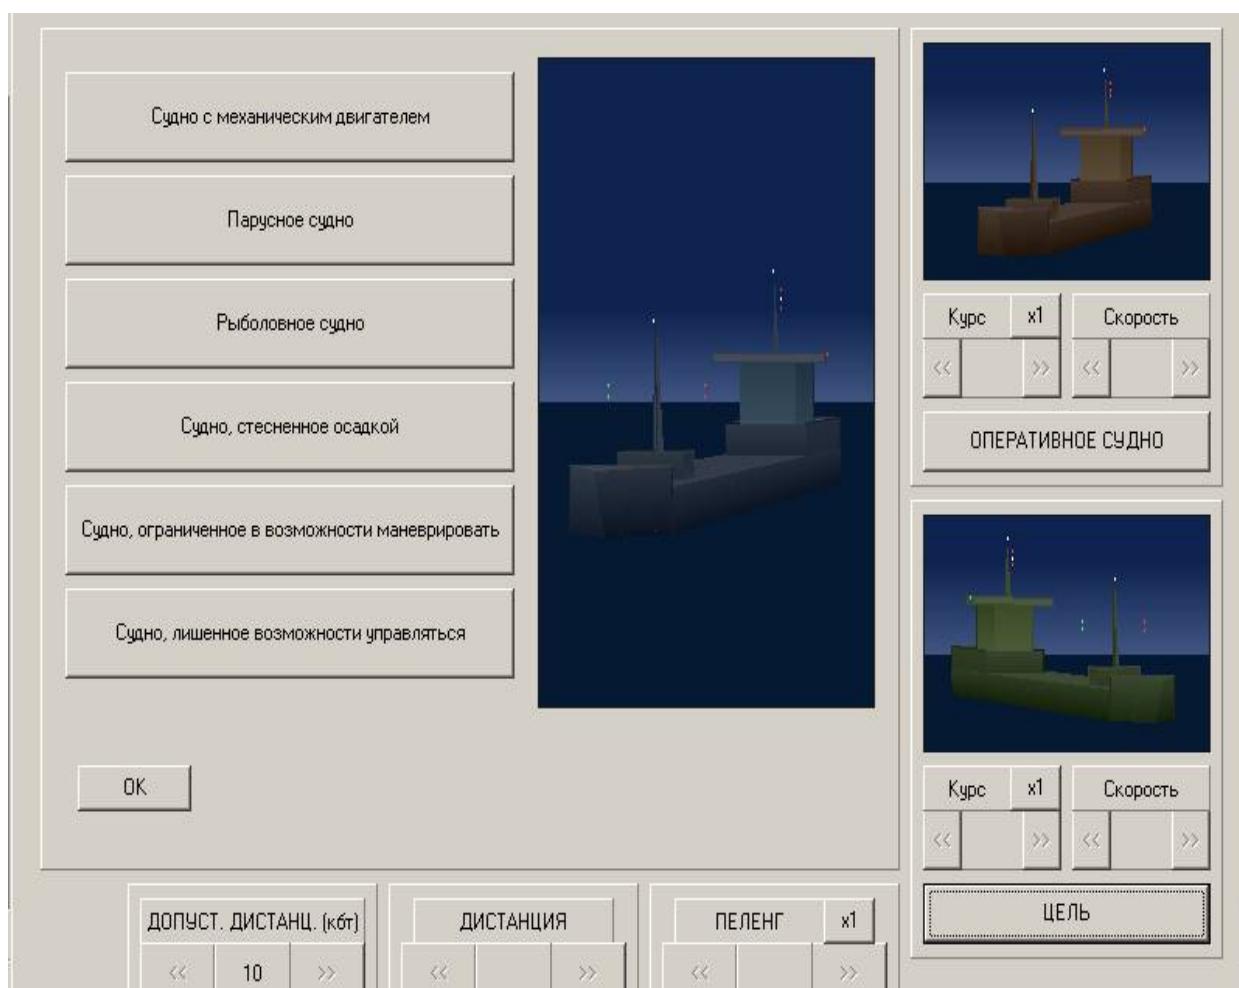 Судно с механическим двигателем
Парусное судно
Рыболовное судно
Судно, стесненное осадкой
Судно, ограниченное в возможности маневрировать
Судно, лишенное возможности управляться
OK
Курс x1 Скорость
<< >> << >>
ОПЕРАТИВНОЕ СУДНО
Курс x1 Скорость
<< >> << >>
ЦЕЛЬ
ДОПУСТ. ДИСТАНЦ. (кбт)
<< 10 >>
ДИСТАНЦИЯ
<< >>
ПЕЛЕНГ x1
<< >>